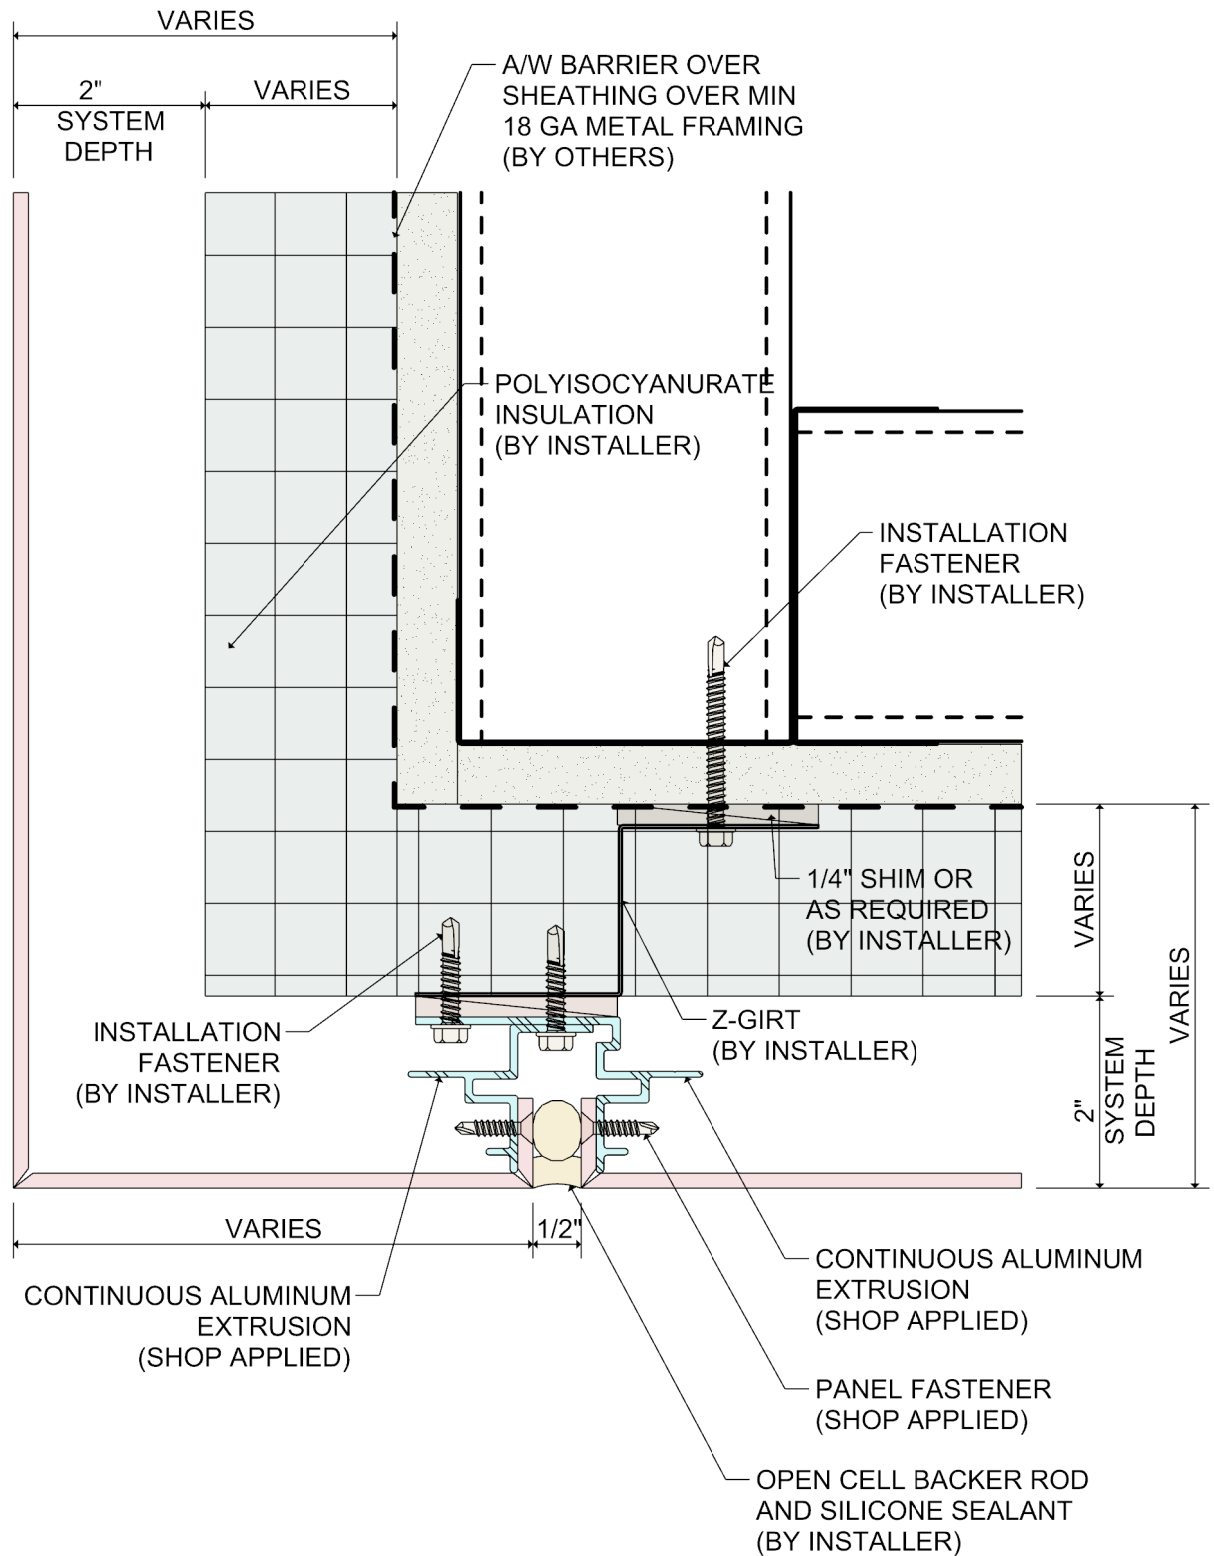 VARIES
2"
SYSTEM
DEPTH
VARIES
A/W BARRIER OVER
SHEATHING OVER MIN
18 GA METAL FRAMING
(BY OTHERS)
POLYISOCYANURATE
INSULATION
(BY INSTALLER)
INSTALLATION
FASTENER
(BY INSTALLER)
1/4" SHIM OR
AS REQUIRED
(BY INSTALLER)
VARIES
VARIES
2"
SYSTEM
DEPTH
Z-GIRT
(BY INSTALLER)
INSTALLATION
FASTENER
(BY INSTALLER)
VARIES
1/2"
CONTINUOUS ALUMINUM
EXTRUSION
(SHOP APPLIED)
CONTINUOUS ALUMINUM
EXTRUSION
(SHOP APPLIED)
PANEL FASTENER
(SHOP APPLIED)
OPEN CELL BACKER ROD
AND SILICONE SEALANT
(BY INSTALLER)